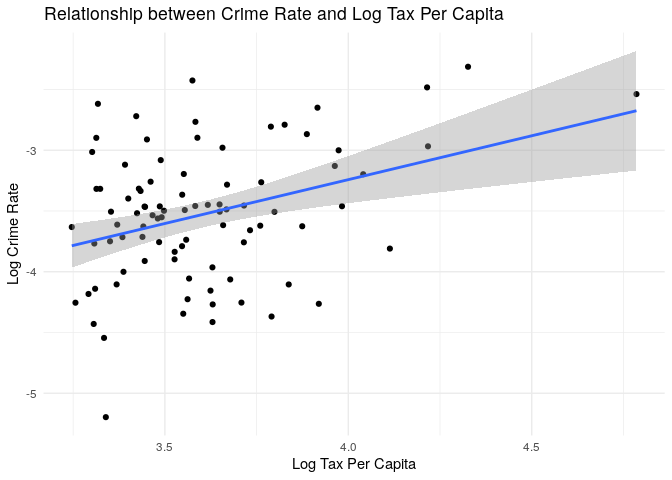 Relationship between Crime Rate and Log Tax Per Capita
-3
-4
-5
Log Crime Rate
3.5
4.0
4.5
Log Tax Per Capita